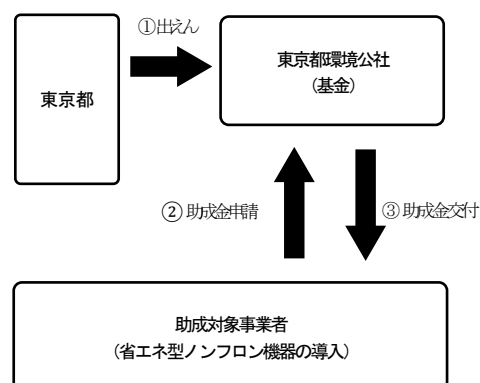 ①出えん
東京都
東京都環境公社
（基金）
②助成金申請
③助成金交付
助成対象事業者
（省エネ型ノンフロン機器の導入）